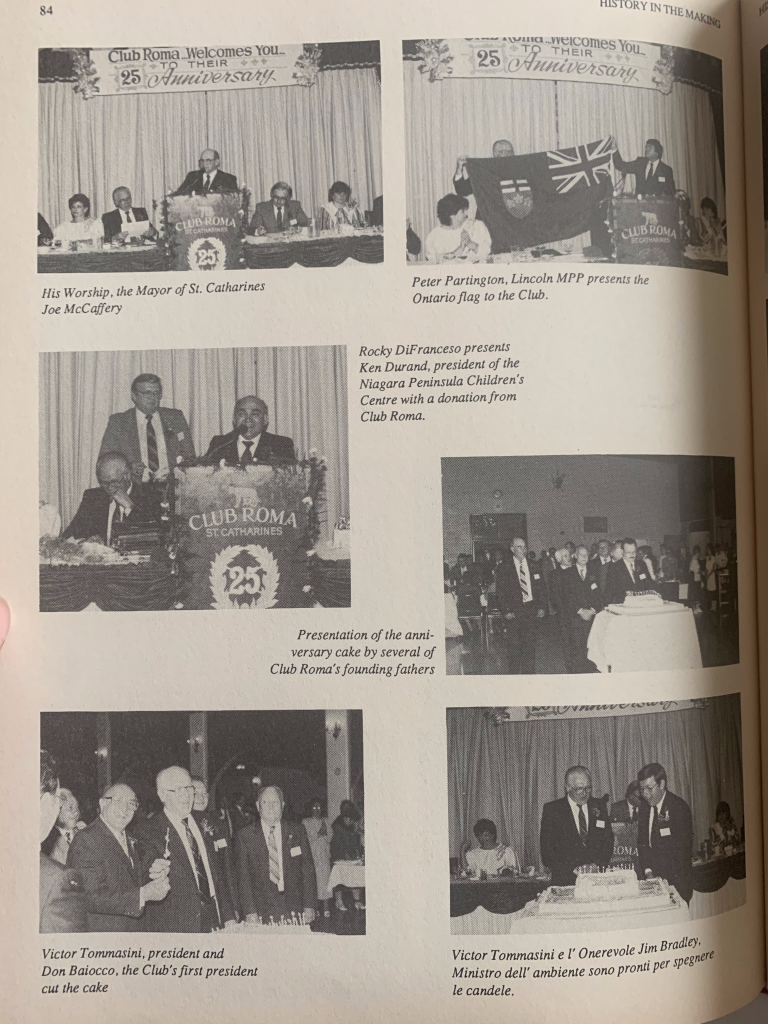 84
HISTORY IN THE MAKING
Club Roma Welcomes You...
TO THEIR
25 Anniversary
CLUB ROMA
ST. CATHARINES
25
Club Roma Welcomes You...
TO THEIR
25 Anniversary
CLUB ROMA
ST. CATHARINES
His Worship, the Mayor of St. Catharines
Joe McCaffery
Peter Partington, Lincoln MPP presents the
Ontario flag to the Club.
Rocky DiFranceso presents
Ken Durand, president of the
Niagara Peninsula Children's
Centre with a donation from
Club Roma.
CLUB ROMA
ST. CATHARINES
25
Presentation of the anni-
versary cake by several of
Club Roma's founding fathers
25 Anniversary
ROMA
Victor Tommasini, president and
Don Baiocco, the Club's first president
cut the cake
Victor Tommasini e l' Onerevole Jim Bradley,
Ministro dell' ambiente sono pronti per spegnere
le candele.